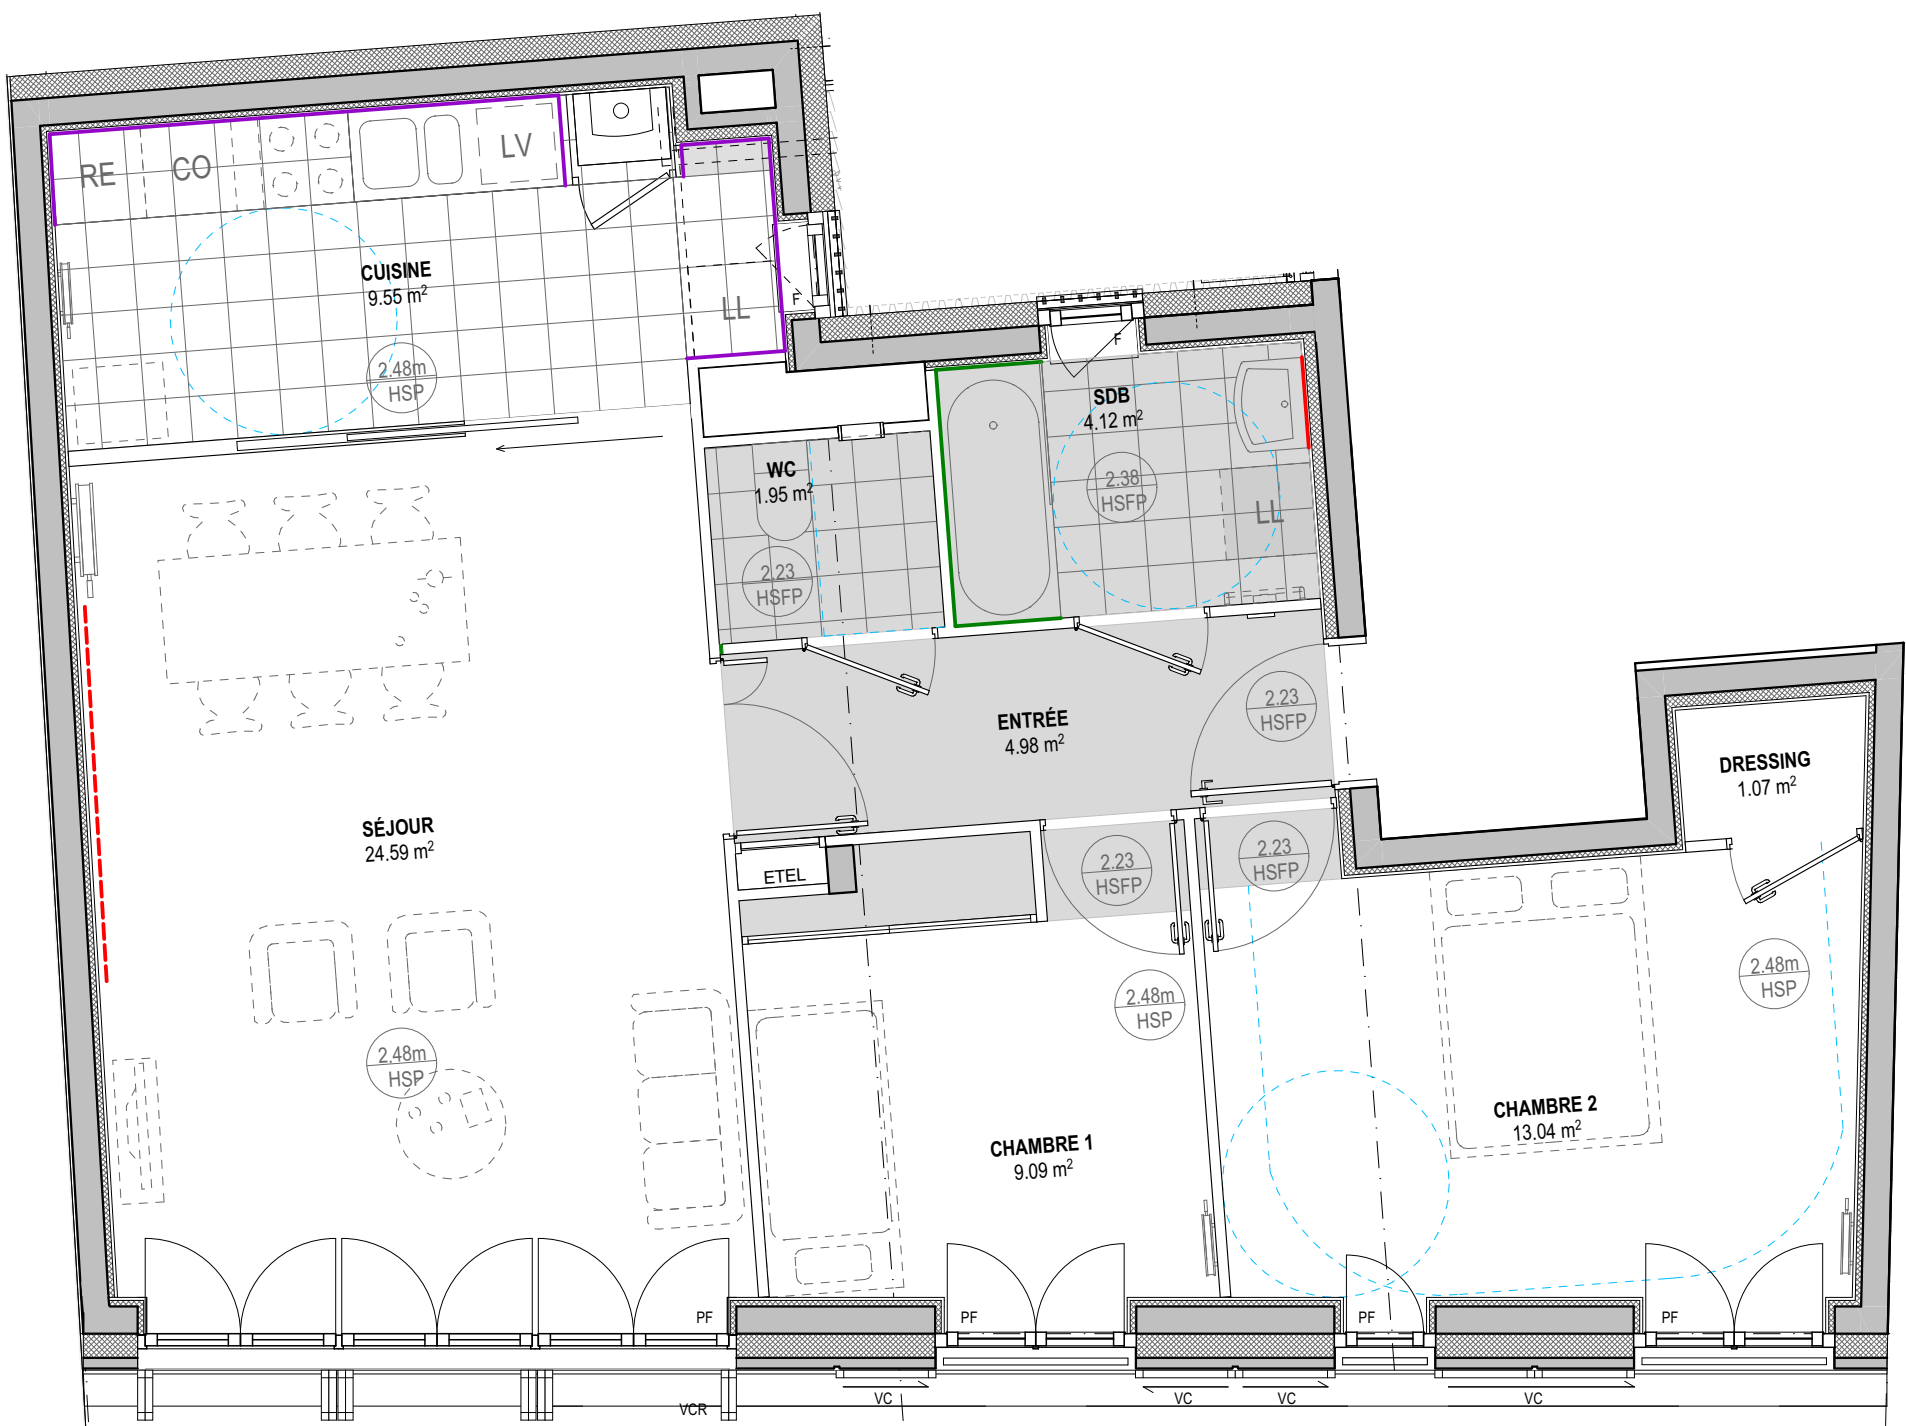 RE
CO
LV
CUISINE
9.55 m²
F
LL
2.48m
HSP
F
SDB
4.12 m²
WC
1.95 m²
2.38
HSFP
LL
2.23
HSFP
2.23
HSFP
ENTRÉE
4.98 m²
DRESSING
1.07 m²
SÉJOUR
24.59 m²
ETEL
2.23
HSFP
2.23
HSFP
2.48m
HSP
2.48m
HSP
2.48m
HSP
CHAMBRE 1
9.09 m²
CHAMBRE 2
13.04 m²
PF
PF
PF
PF
VCR
VC
VC
VC
VC